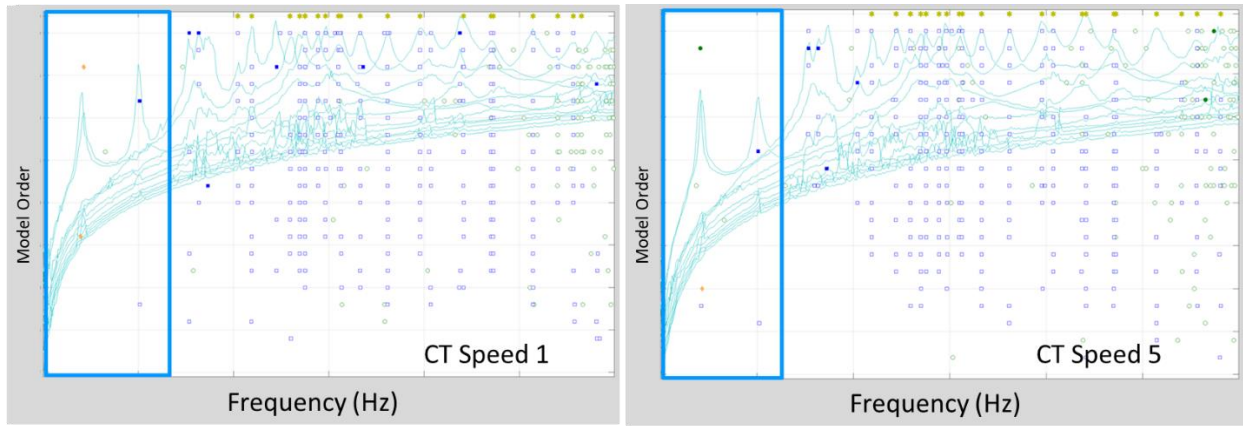 Model Order
CT Speed 1
Frequency (Hz)
Model Order
CT Speed 5
Frequency (Hz)